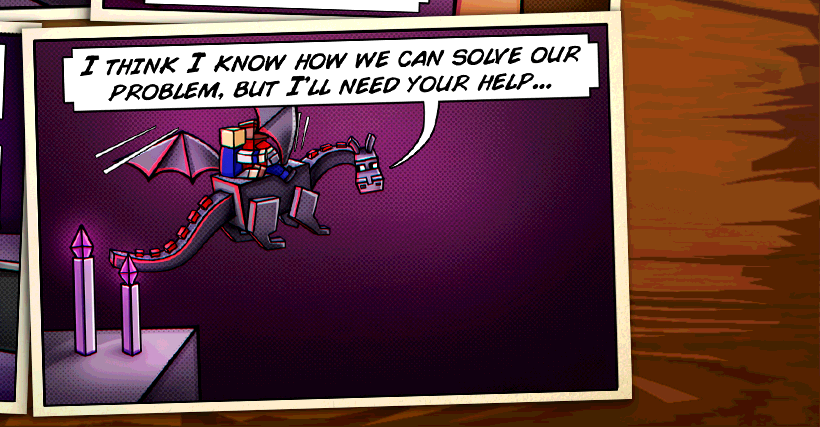 I THINK I KNOW HOW WE CAN SOLVE OUR
PROBLEM, BUT I'LL NEED YOUR HELP...